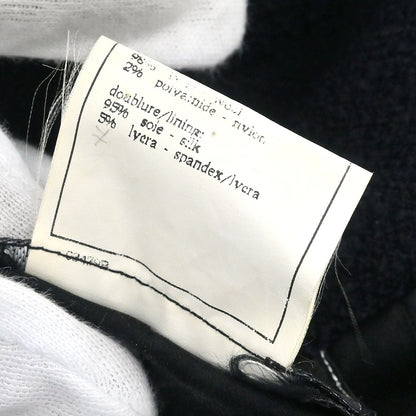 2% polyamide - nylon
doublure/lining:
95% soie - silk
5% lycra - spandex/lycra